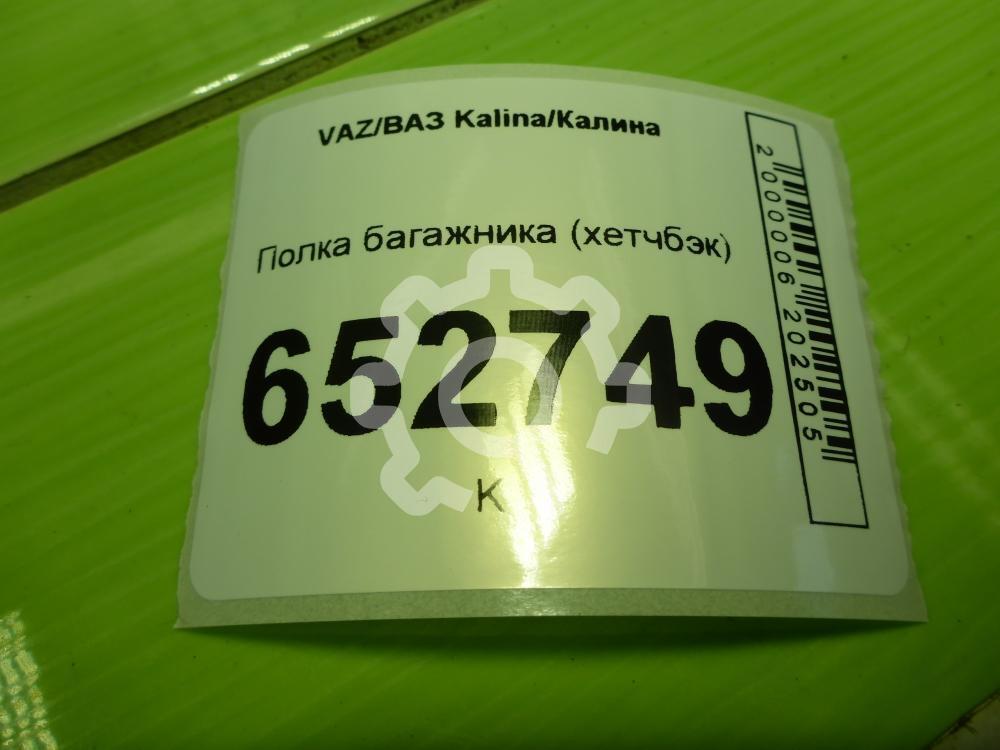 VAZ/ВАЗ Kalina/Калина
Полка багажника (хетчбэк)
652749
К
2000006202505